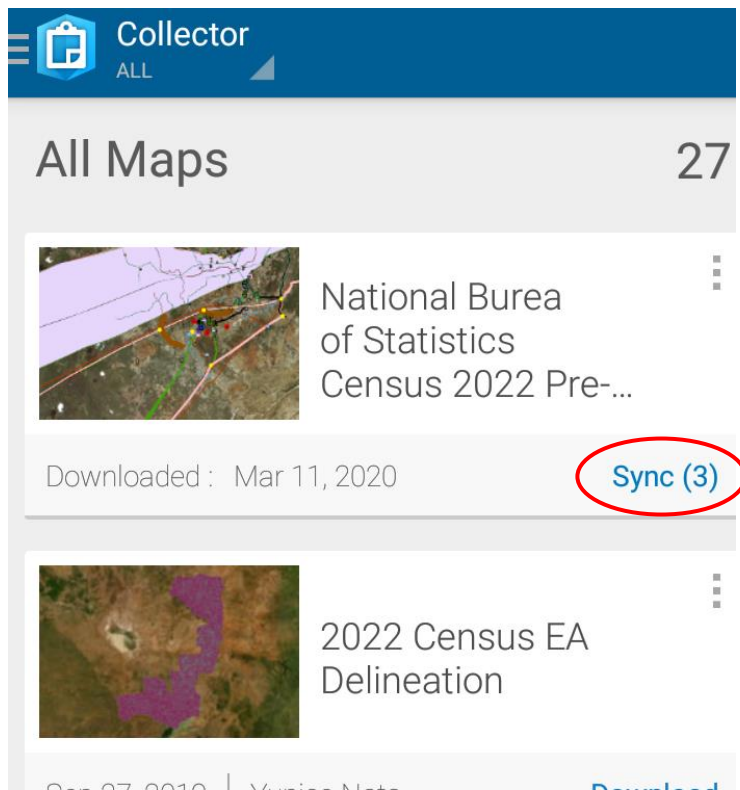 Collector
ALL
All Maps
27
National Burea
of Statistics
Census 2022 Pre-...
Downloaded : Mar 11, 2020
Sync (3)
2022 Census EA
Delineation
Download